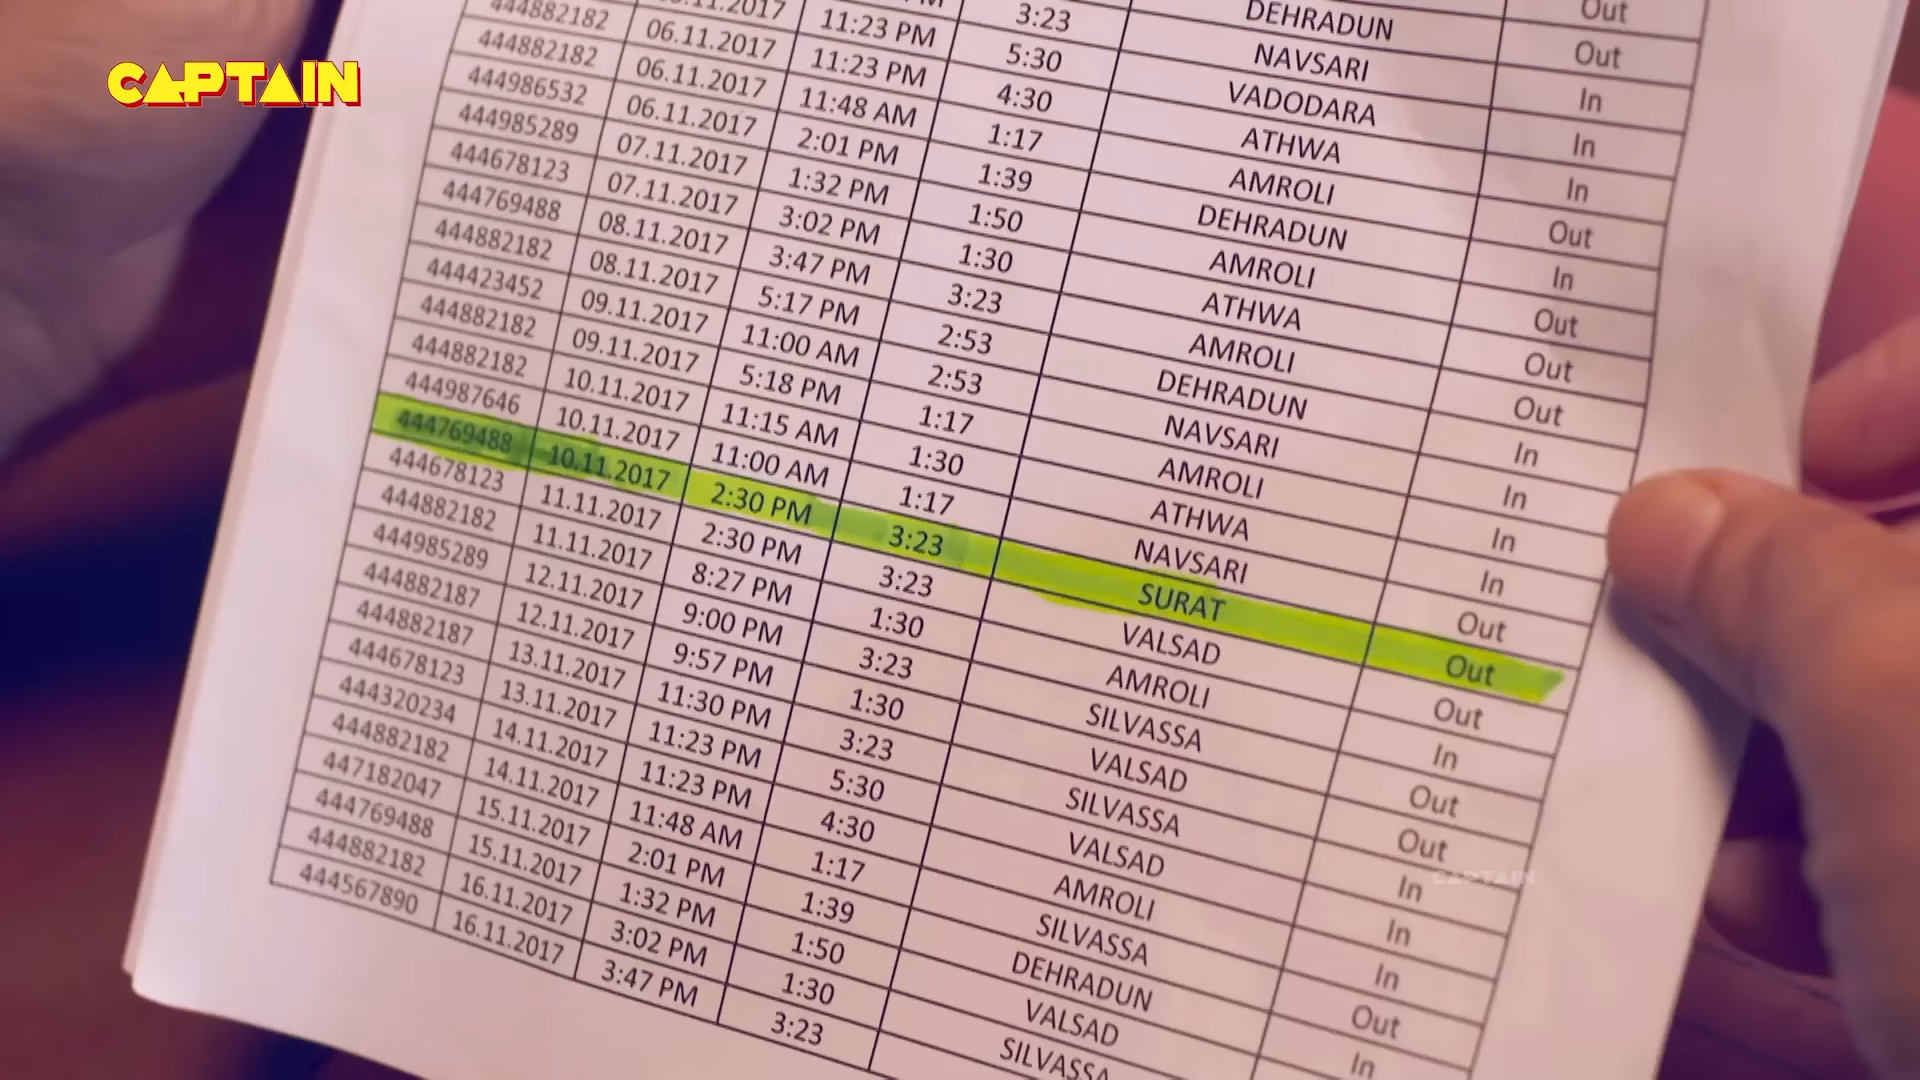 CAPTAIN
Out
DEHRADUN Out
3:23 NAVSARI In
11:23 PM 5:30 VADODARA In
444882182 06.11.2017 11:23 PM 4:30 ATHWA In
444882182 06.11.2017 11:48 AM 1:17 AMROLI Out
444986532 06.11.2017 2:01 PM 1:39 DEHRADUN In
444985289 07.11.2017 1:32 PM 1:50 AMROLI Out
444678123 07.11.2017 3:02 PM 1:30 ATHWA Out
444769488 08.11.2017 3:47 PM 3:23 AMROLI Out
444882182 08.11.2017 5:17 PM 2:53 DEHRADUN In
444423452 09.11.2017 11:00 AM 2:53 NAVSARI In
444882182 09.11.2017 5:18 PM 1:17 AMROLI In
444882182 10.11.2017 11:15 AM 1:30 ATHWA In
444987646 10.11.2017 11:00 AM 1:17 NAVSARI Out
444769488 10.11.2017 2:30 PM 3:23 SURAT Out
444678123 11.11.2017 2:30 PM 3:23 VALSAD Out
444882182 11.11.2017 8:27 PM 1:30 AMROLI In
444985289 12.11.2017 9:00 PM 3:23 SILVASSA Out
444882187 12.11.2017 9:57 PM 1:30 VALSAD Out
444882187 13.11.2017 11:30 PM 3:23 SILVASSA In
444678123 13.11.2017 11:23 PM 5:30 VALSAD In
444320234 14.11.2017 11:23 PM 4:30 AMROLI In
444882182 14.11.2017 11:48 AM 1:17 SILVASSA Out
447182047 15.11.2017 2:01 PM 1:39 DEHRADUN In
444769488 15.11.2017 1:32 PM 1:50 VALSAD
444882182 16.11.2017 3:02 PM 1:30 SILVASSA
444567890 16.11.2017 3:47 PM 3:23
CAPTAIN